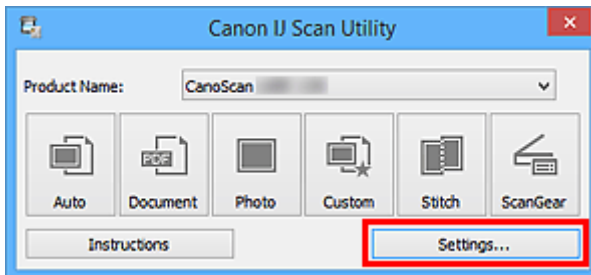 Canon IJ Scan Utility
Product Name: CanoScan
PDF
Auto Document Photo Custom Stitch ScanGear
Instructions Settings...